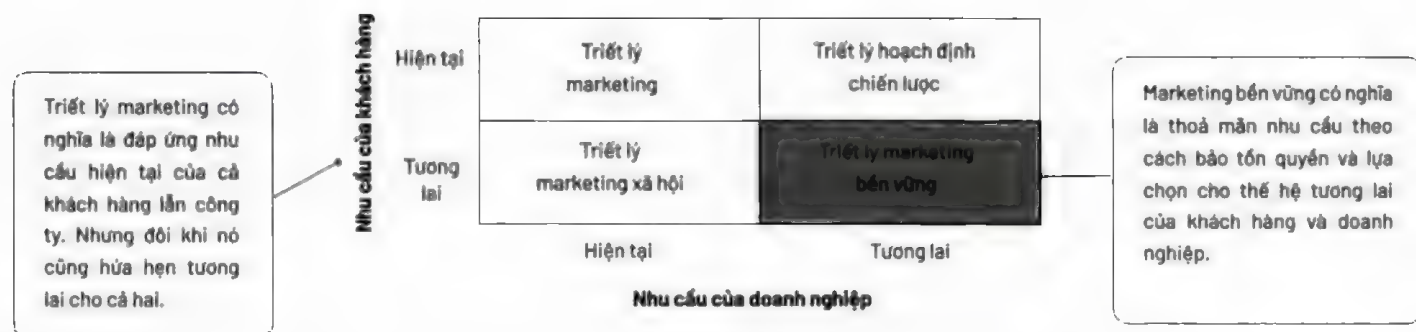 Triết lý marketing có
nghĩa là đáp ứng nhu
cầu hiện tại của cả
khách hàng lẫn công
ty. Nhưng đôi khi nó
cũng hứa hẹn tương
lai cho cả hai.
Nhu cầu của khách hàng
Hiện tại
Triết lý
marketing
Triết lý hoạch định
chiến lược
Tương
lai
Triết lý
marketing xã hội
Triết lý marketing
bền vững
Hiện tại
Tương lai
Nhu cầu của doanh nghiệp
Marketing bền vững có nghĩa
là thoả mãn nhu cầu theo
cách bảo tồn quyền và lựa
chọn cho thế hệ tương lai
của khách hàng và doanh
nghiệp.